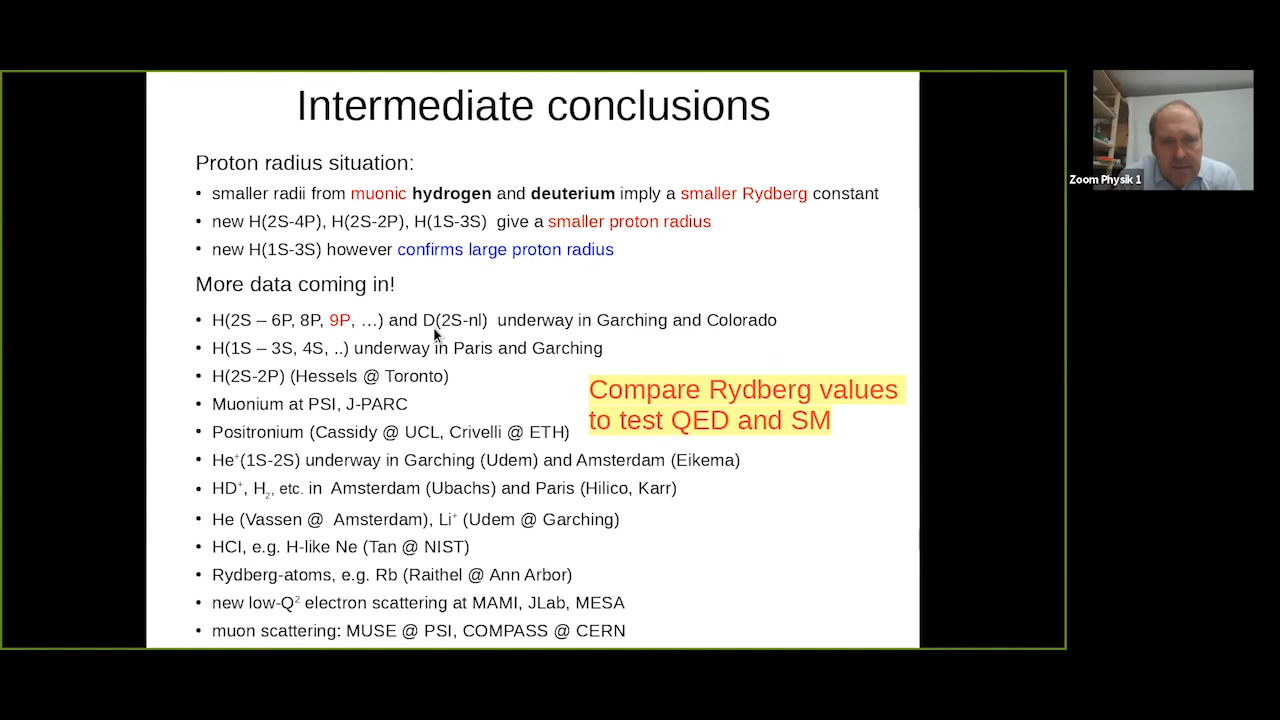 Intermediate conclusions
Proton radius situation:
• smaller radii from muonic hydrogen and deuterium imply a smaller Rydberg constant
• new H(2S-4P), H(2S-2P), H(1S-3S) give a smaller proton radius
• new H(1S-3S) however confirms large proton radius
More data coming in!
• H(2S – 6P, 8P, 9P, …) and D(2S-nl) underway in Garching and Colorado
• H(1S – 3S, 4S, ..) underway in Paris and Garching
• H(2S-2P) (Hessels @ Toronto)
• Muonium at PSI, J-PARC
• Positronium (Cassidy @ UCL, Crivelli @ ETH)
• He⁺(1S-2S) underway in Garching (Udem) and Amsterdam (Eikema)
• HD⁺, H₂, etc. in Amsterdam (Ubachs) and Paris (Hilico, Karr)
• He (Vassen @ Amsterdam), Li⁺ (Udem @ Garching)
• HCI, e.g. H-like Ne (Tan @ NIST)
• Rydberg-atoms, e.g. Rb (Raithel @ Ann Arbor)
• new low-Q² electron scattering at MAMI, JLab, MESA
• muon scattering: MUSE @ PSI, COMPASS @ CERN
Compare Rydberg values
to test QED and SM
Zoom Physik 1